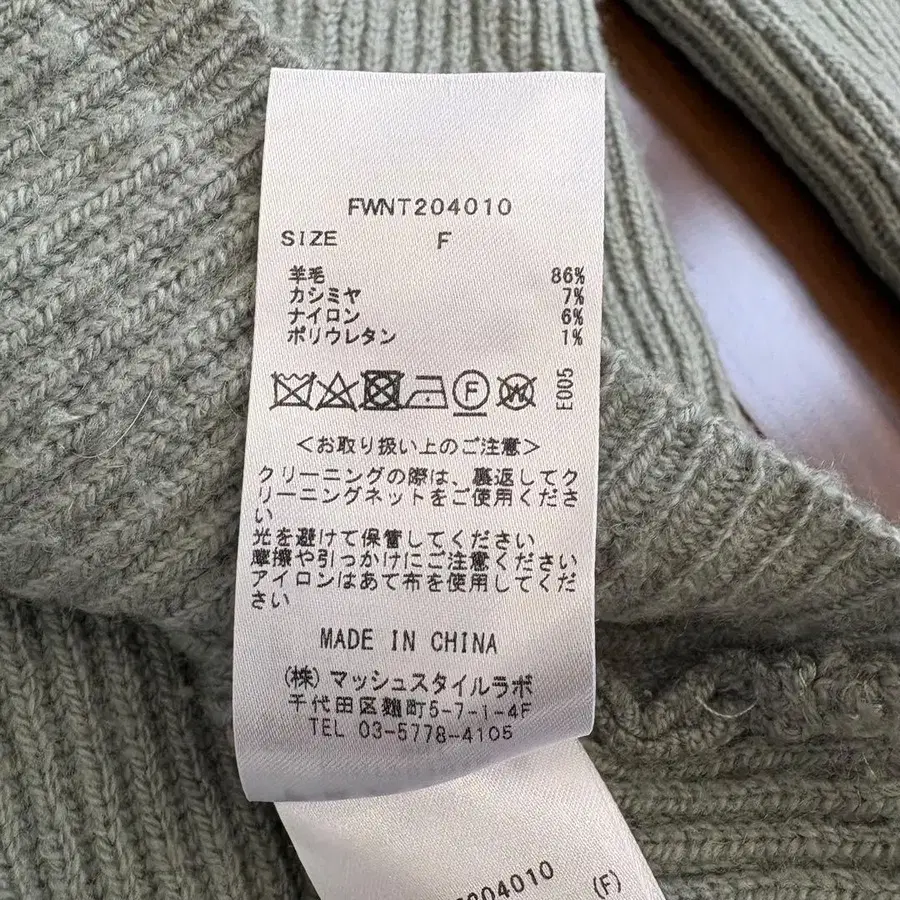 FWNT204010
SIZE F
羊毛 86%
カシミヤ 7%
ナイロン 6%
ポリウレタン 1%
F W E005
＜お取り扱い上のご注意＞
クリーニングの際は、裏返してク
リーニングネットをご使用くださ
い
光を避けて保管してください
摩擦や引っかけにご注意ください
アイロンはあて布を使用してくだ
さい
MADE IN CHINA
(株) マッシュスタイルラボ
千代田区麹町5-7-1-4F
TEL 03-5778-4105
204010 (F)